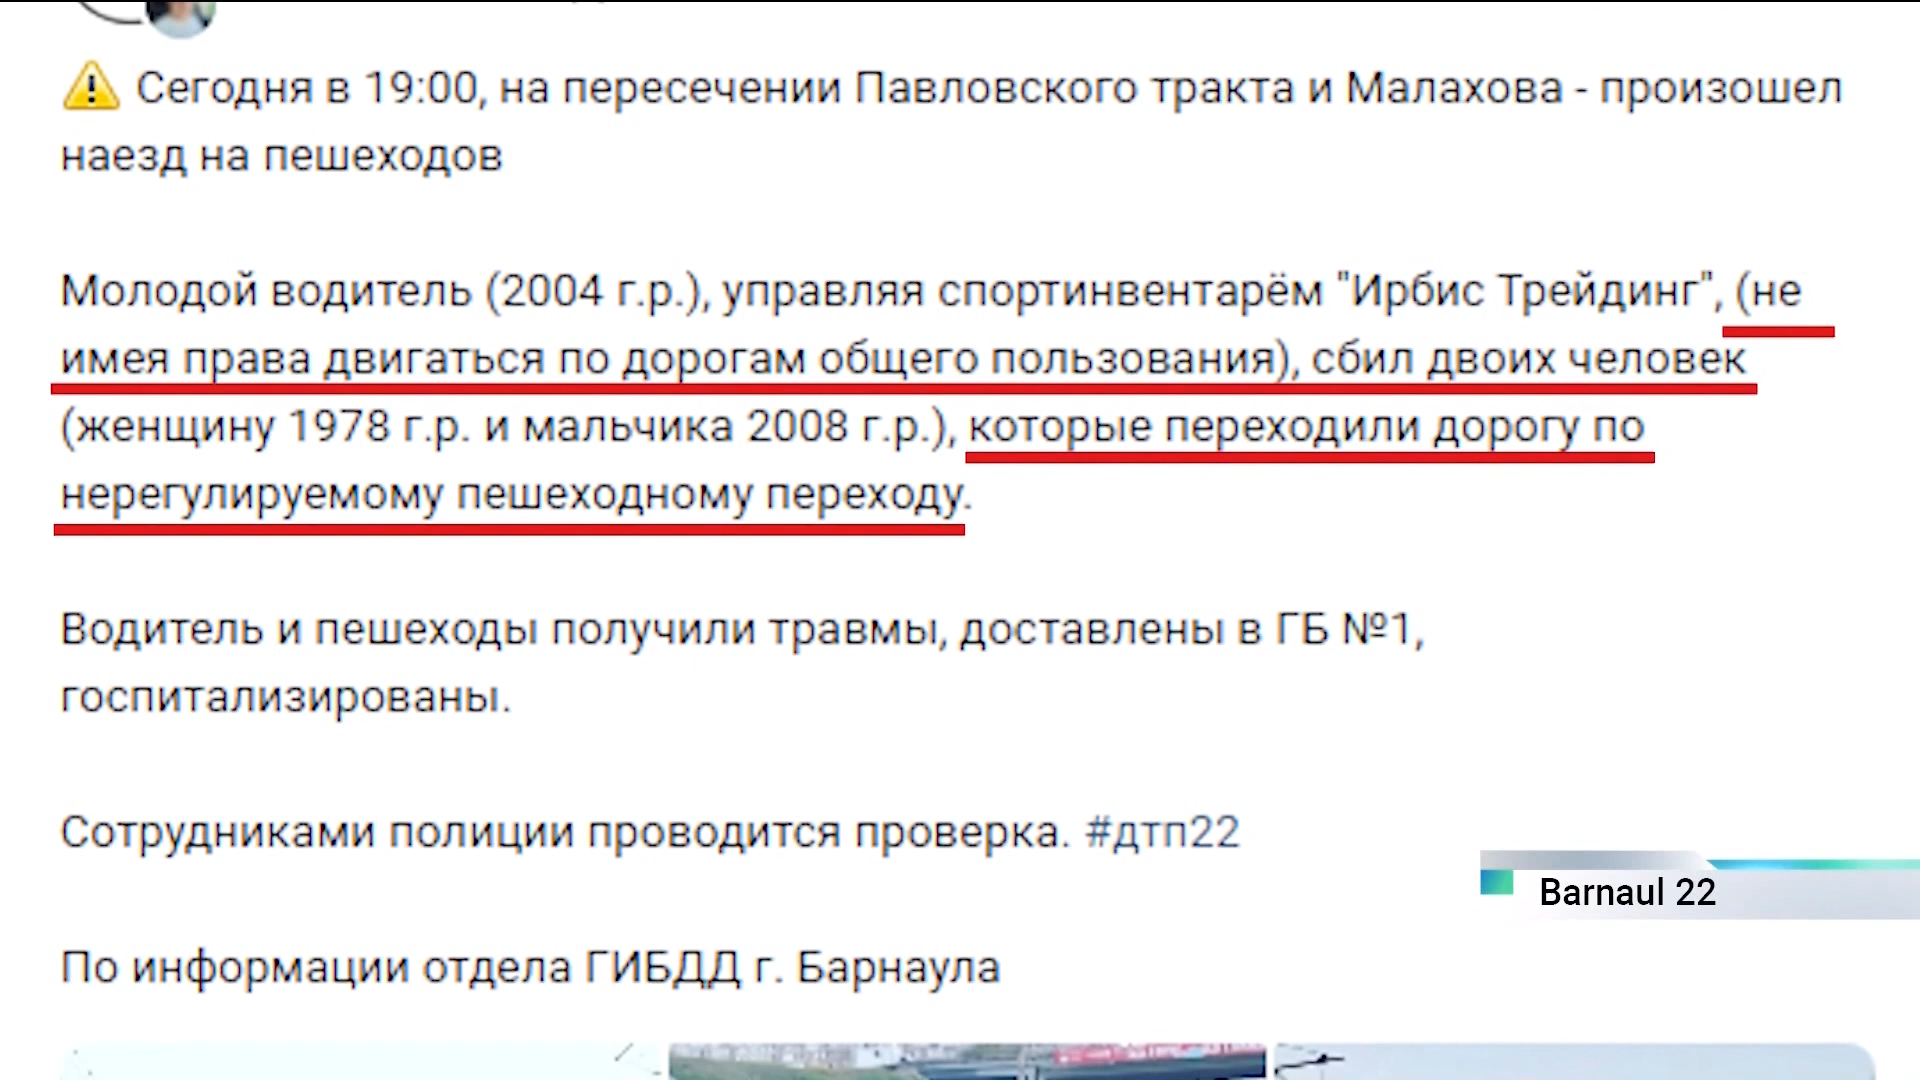 Сегодня в 19:00, на пересечении Павловского тракта и Малахова - произошел
наезд на пешеходов
Молодой водитель (2004 г.р.), управляя спортинвентарём "Ирбис Трейдинг", (не
имея права двигаться по дорогам общего пользования), сбил двоих человек
(женщину 1978 г.р. и мальчика 2008 г.р.), которые переходили дорогу по
нерегулируемому пешеходному переходу.
Водитель и пешеходы получили травмы, доставлены в ГБ №1,
госпитализированы.
Сотрудниками полиции проводится проверка. #дтп22
Barnaul 22
По информации отдела ГИБДД г. Барнаула